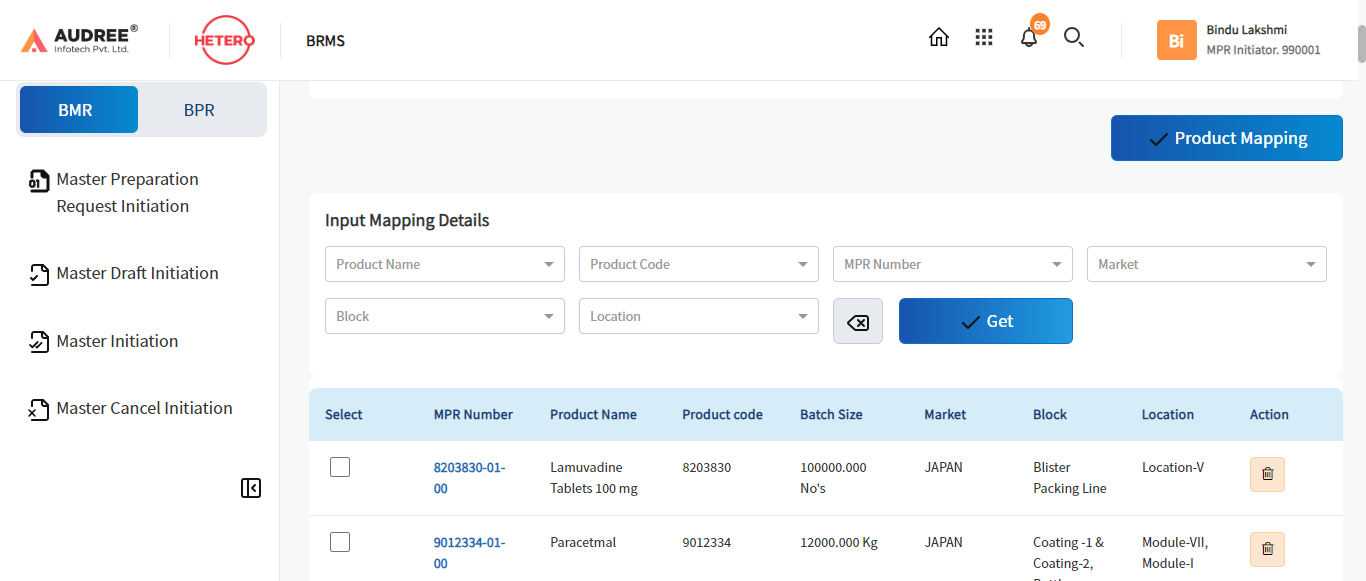 AUDREE®
Infotech Pvt. Ltd.
HETERO
BRMS
69
Bi
Bindu Lakshmi
MPR Initiator. 990001
BMR
BPR
Master Preparation
Request Initiation
Master Draft Initiation
Master Initiation
Master Cancel Initiation
Product Mapping
Input Mapping Details
Product Name
Product Code
MPR Number
Market
Block
Location
Get
Select MPR Number Product Name Product code Batch Size Market Block Location Action
8203830-01- Lamuvadine 8203830 100000.000 JAPAN Blister Location-V
00 Tablets 100 mg No's Packing Line
9012334-01- Paracetmal 9012334 12000.000 Kg JAPAN Coating -1 & Module-VII,
00 Coating-2, Module-I